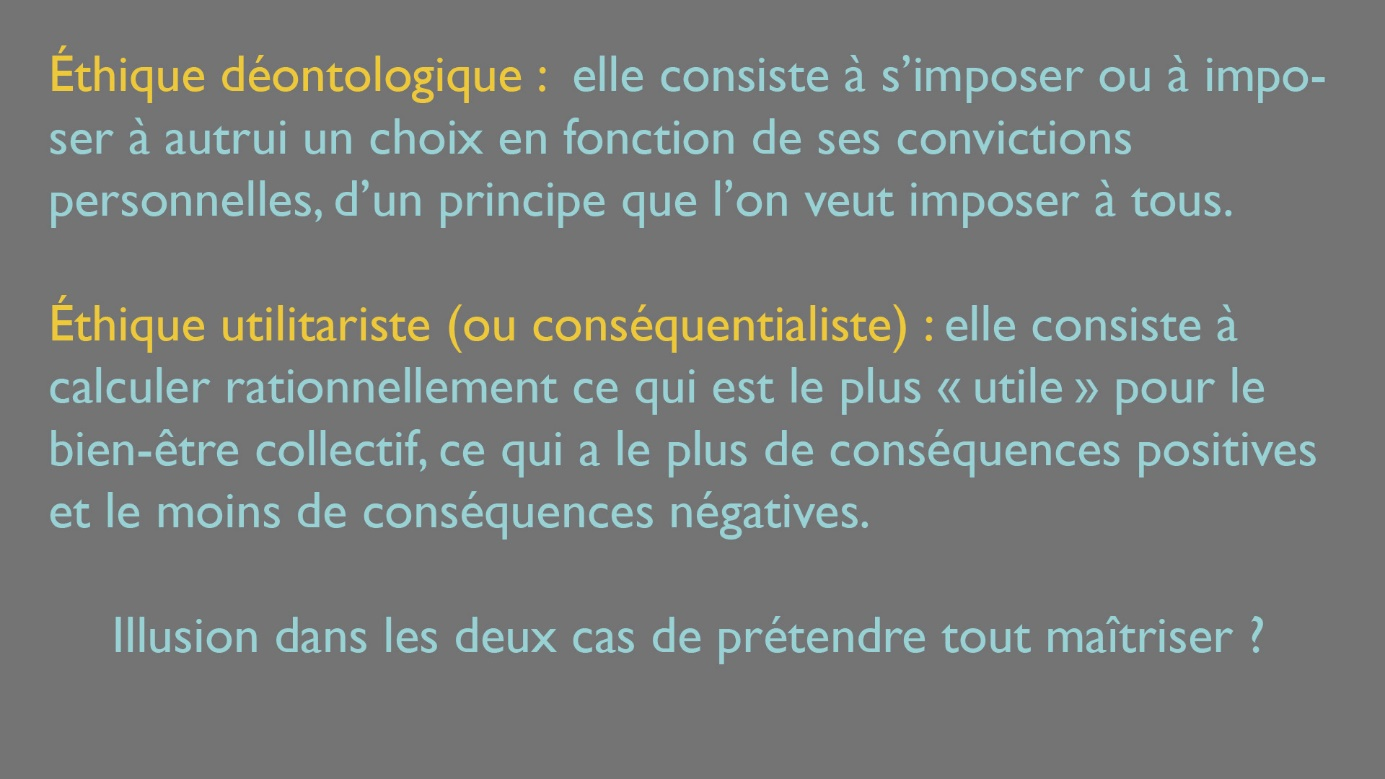 Éthique déontologique :  elle consiste à s’imposer ou à impo-
ser à autrui un choix en fonction de ses convictions
personnelles, d’un principe que l’on veut imposer à tous.
Éthique utilitariste (ou conséquentialiste) : elle consiste à
calculer rationnellement ce qui est le plus « utile » pour le
bien-être collectif, ce qui a le plus de conséquences positives
et le moins de conséquences négatives.
Illusion dans les deux cas de prétendre tout maîtriser ?